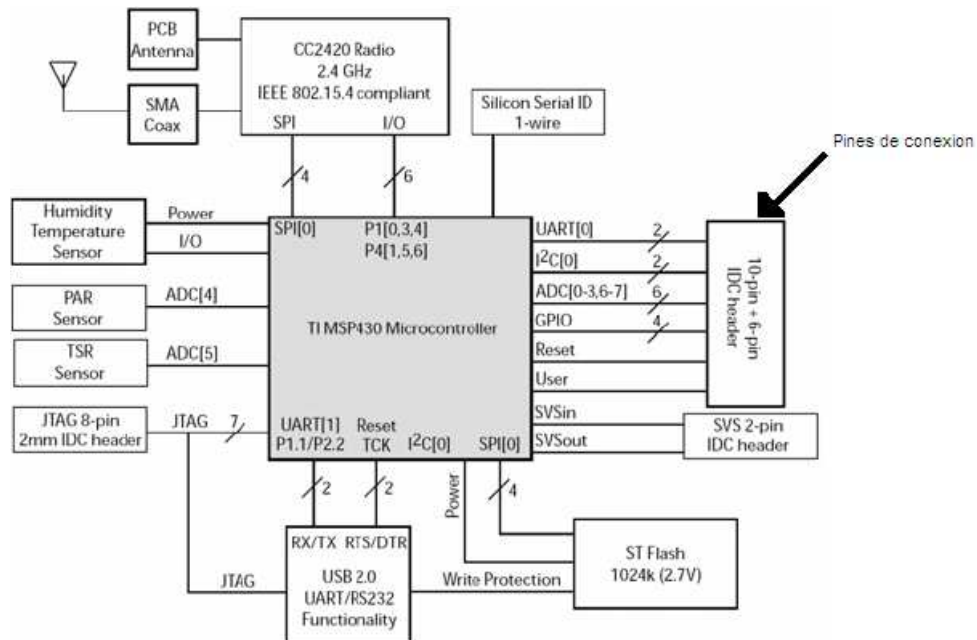 PCB
Antenna
SMA
Coax
CC2420 Radio
2.4 GHz
IEEE 802.15.4 compliant
SPI
I/O
4
6
Silicon Serial ID
1-wire
Pines de conexion
Humidity
Temperature
Sensor
Power
I/O
PAR
Sensor
ADC[4]
TSR
Sensor
ADC[5]
JTAG 8-pin
2mm IDC header
JTAG
7
SPI[0]
P1[0,3,4]
P4[1,5,6]
TI MSP430 Microcontroller
UART[1]
P1.1/P2.2
Reset
TCK
I²C[0]
SPI[0]
UART[0]
2
I²C[0]
2
ADC[0-3,6-7]
6
GPIO
4
Reset
User
10-pin + 6-pin
IDC header
SVSin
SVSout
SVS 2-pin
IDC header
2
2
Power
4
RX/TX
RTS/DTR
USB 2.0
UART/RS232
Functionality
JTAG
Write Protection
ST Flash
1024k (2.7V)